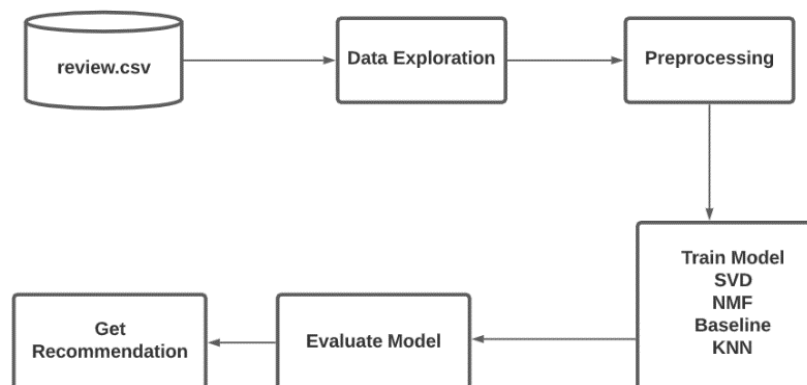 review.csv
Data Exploration
Preprocessing
Train Model
SVD
NMF
Baseline
KNN
Evaluate Model
Get
Recommendation